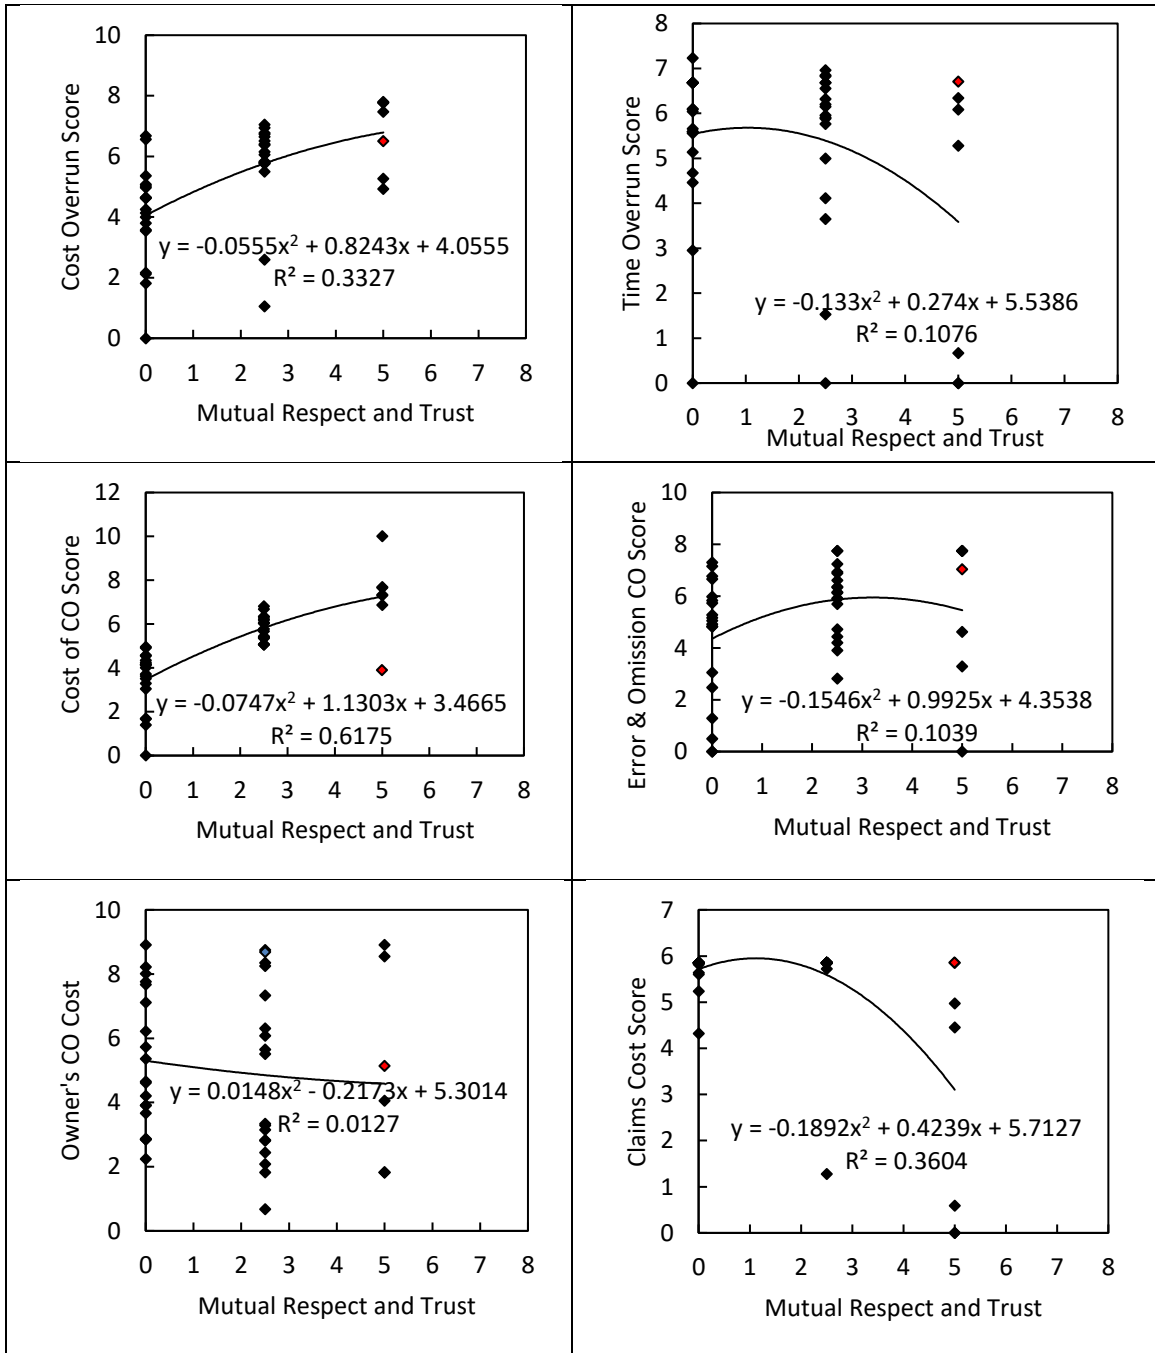 10
8
6
4
2
0
Cost Overrun Score
y = -0.0555x² + 0.8243x + 4.0555
R² = 0.3327
0 1 2 3 4 5 6 7 8
Mutual Respect and Trust
8
7
6
5
4
3
2
1
0
Time Overrun Score
y = -0.133x² + 0.274x + 5.5386
R² = 0.1076
0 1 2 3 4 5 6 7 8
Mutual Respect and Trust
12
10
8
6
4
2
0
Cost of CO Score
y = -0.0747x² + 1.1303x + 3.4665
R² = 0.6175
0 1 2 3 4 5 6 7 8
Mutual Respect and Trust
10
8
6
4
2
0
Error & Omission CO Score
y = -0.1546x² + 0.9925x + 4.3538
R² = 0.1039
0 1 2 3 4 5 6 7 8
Mutual Respect and Trust
10
8
6
4
2
0
Owner's CO Cost
y = 0.0148x² - 0.2173x + 5.3014
R² = 0.0127
0 1 2 3 4 5 6 7 8
Mutual Respect and Trust
7
6
5
4
3
2
1
0
Claims Cost Score
y = -0.1892x² + 0.4239x + 5.7127
R² = 0.3604
0 1 2 3 4 5 6 7 8
Mutual Respect and Trust